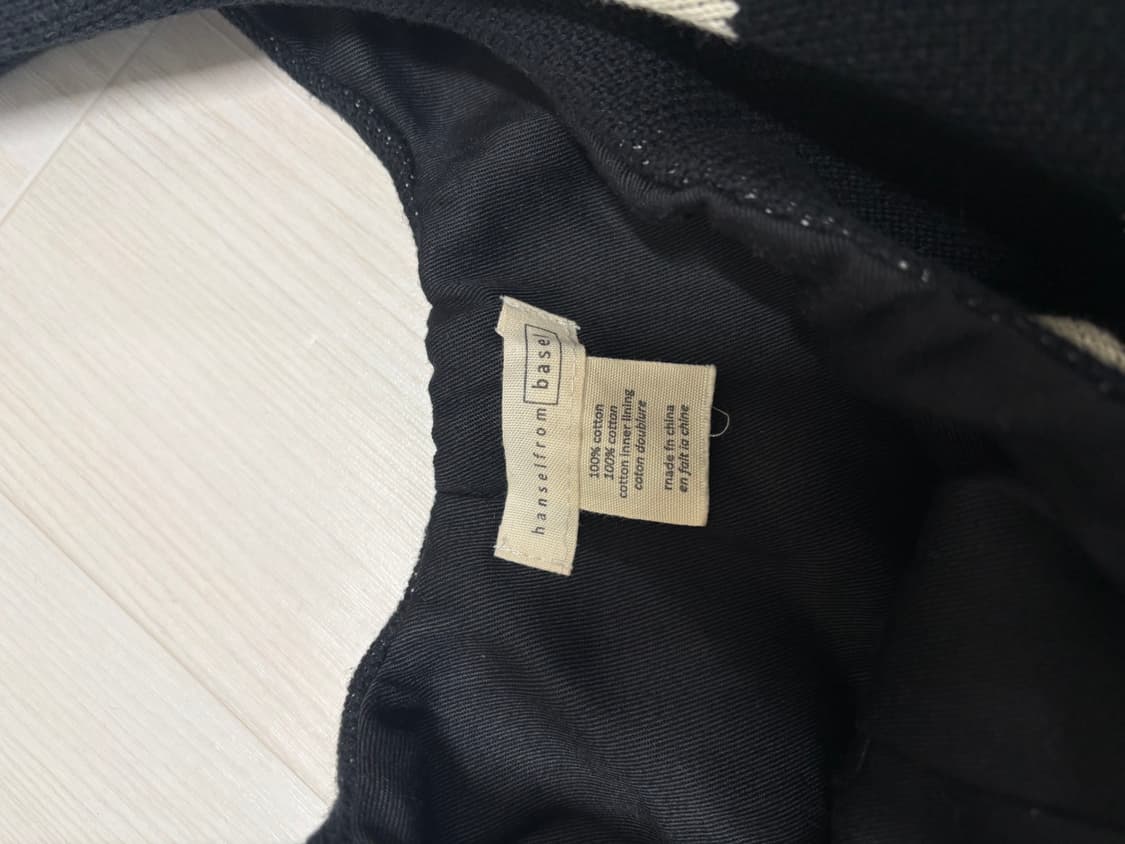 hanselfrom basel
100% cotton
100% cotton
cotton inner lining
coton doublure
made in china
en fait ia chine